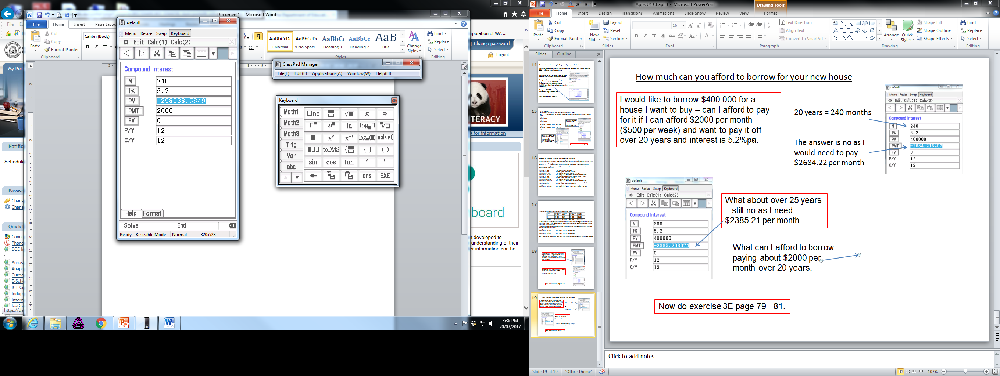 Document1 - Microsoft Word
File
Home
Insert
Page Layou
Paste
Cut
Copy
Format Painter
Clipboard
Calibri (Body)
B I U
AaBbCcDc
¶ Normal
AaBbCcDc
¶ No Spaci...
AaBbC
Heading 1
AaBbCc
Heading 2
AaB
Title
Change
Styles
Styles
Find
Replace
Select
Editing
default
Menu Resize Swap Keyboard
Edit Calc(1) Calc(2)
Compound Interest
N 240
I% 5.2
PV -298038.5849
PMT 2000
FV 0
P/Y 12
C/Y 12
Help Format
Solve End
Ready - Resizable Mode Normal 320x528
ClassPad Manager
File(F) Edit(E) Applications(A) Window(W) Help(H)
Keyboard
Math1 Line √ π ⇒
Math2 e ln log √
Math3 |■| x² x⁻¹ log₁₀(■) solve(
Trig toDMS { } ( )
Var sin cos tan ° r
abc ans EXE
My Port
Notific
Schedule
Passwo
Chang
Chang
Quick
Conne
Phone
DOE I
Acces
Anaph
Curric
E-Sch
ICT Cu
Indep
Intern
Institu
https://da
rporation of WA ...
Change password
Logout
TERACY
e for information
board
n developed to
understanding of their
er information can be
3:36 PM
20/07/2017
Apps U4 Chapt 3 - Microsoft PowerPoint
Drawing Tools
File
Home
Insert
Design
Transitions
Animations
Slide Show
Review
View
Format
Paste
Cut
Copy
Format Painter
Clipboard
New
Slide
Layout
Reset
Section
Slides
16
B I U S abc AV Aa A
Font
Text Direction
Align Text
Convert to SmartArt
Paragraph
Arrange
Quick
Styles
Shape Fill
Shape Outline
Shape Effects
Drawing
Find
Replace
Select
Editing
Slides
Outline
14
15
16
17
18
19
How much can you afford to borrow for your new house
I would like to borrow $400 000 for a
house I want to buy – can I afford to pay
for it if I can afford $2000 per month
($500 per week) and want to pay it off
over 20 years and interest is 5.2%pa.
20 years = 240 months
The answer is no as I
would need to pay
$2684.22 per month
default
Menu Resize Swap Keyboard
Edit Calc(1) Calc(2)
Compound Interest
N 240
I% 5.2
PV 400000
PMT -2684.216207
FV 0
P/Y 12
C/Y 12
default
Menu Resize Swap Keyboard
Edit Calc(1) Calc(2)
Compound Interest
N 300
I% 5.2
PV 400000
PMT -2385.206074
FV 0
P/Y 12
C/Y 12
What about over 25 years
– still no as I need
$2385.21 per month.
What can I afford to borrow
paying about $2000 per
month over 20 years.
Now do exercise 3E page 79 - 81.
Click to add notes
Slide 19 of 19
"Office Theme"
107%